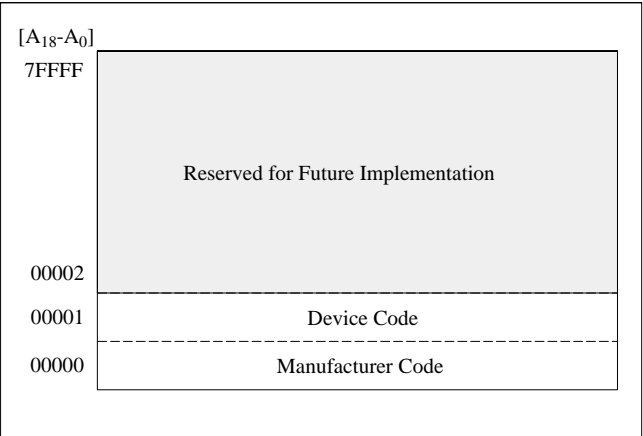 [A18-A0]
7FFFF
Reserved for Future Implementation
00002
00001 Device Code
00000 Manufacturer Code